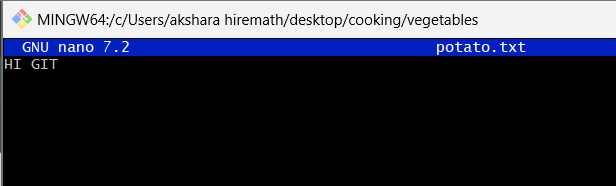 MINGW64:/c/Users/akshara hiremath/desktop/cooking/vegetables
GNU nano 7.2 potato.txt
HI GIT